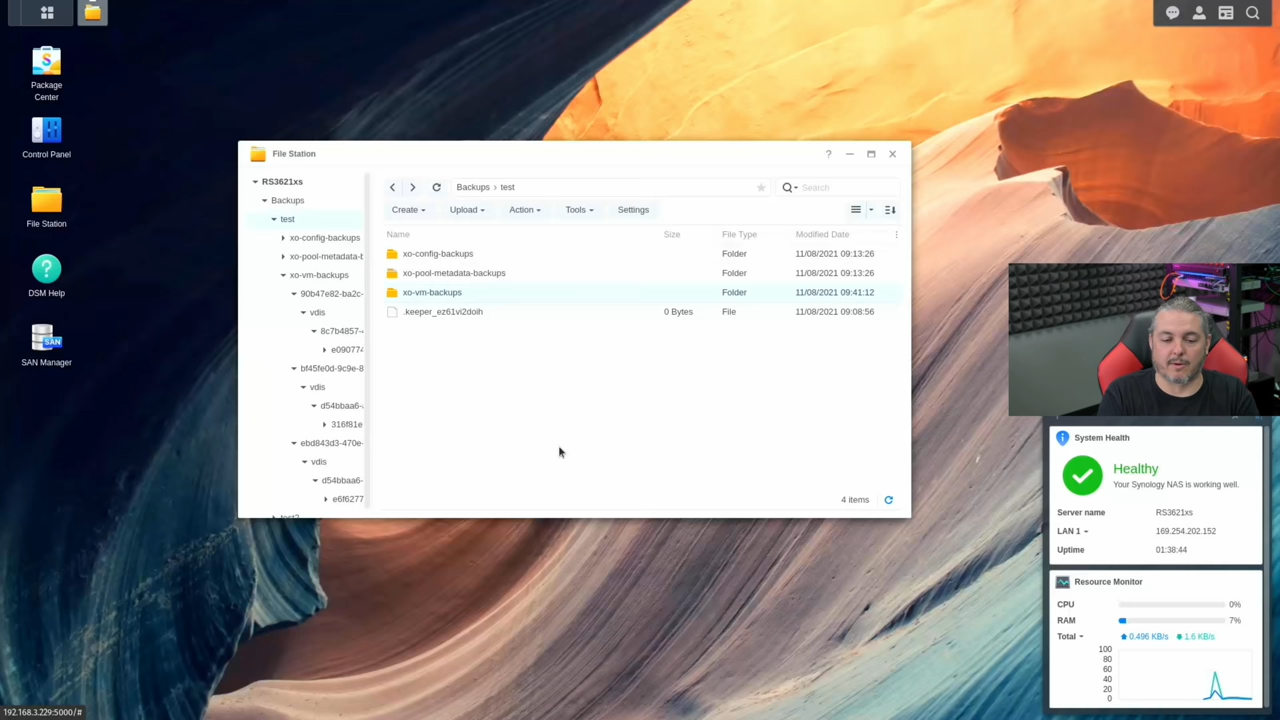 Package
Center
Control Panel
File Station
DSM Help
SAN
SAN Manager
File Station
RS3621xs
Backups
test
xo-config-backups
xo-pool-metadata-b
xo-vm-backups
90b47e82-ba2c-
vdis
8c7b4857-
e090774
bf45fe0d-9c9e-8
vdis
d54bbaa6-
316f81e
ebd843d3-470e-
vdis
d54bbaa6-
e6f6277
test2
Backups › test
Search
Create Upload Action Tools Settings
Name Size File Type Modified Date
xo-config-backups Folder 11/08/2021 09:13:26
xo-pool-metadata-backups Folder 11/08/2021 09:13:26
xo-vm-backups Folder 11/08/2021 09:41:12
.keeper_ez61vi2doih 0 Bytes File 11/08/2021 09:08:56
4 items
System Health
Healthy
Your Synology NAS is working well.
Server name RS3621xs
LAN 1 169.254.202.152
Uptime 01:38:44
Resource Monitor
CPU 0%
RAM 7%
Total 0.496 KB/s 1.6 KB/s
100
80
60
40
20
0
192.168.3.229:5000/#